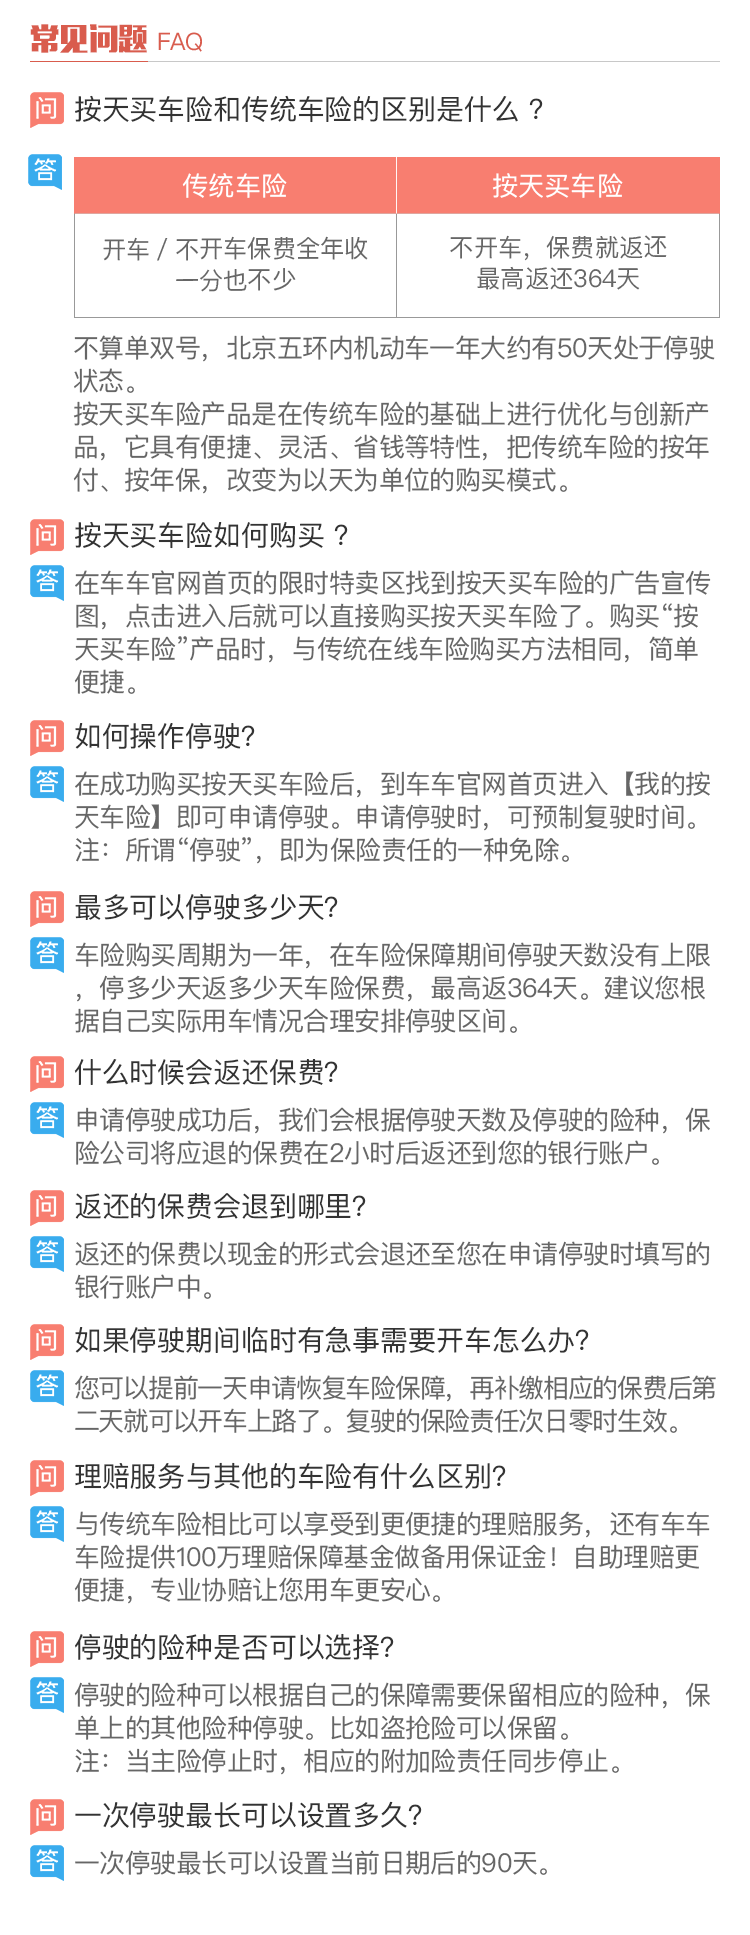 常见问题 FAQ
问 按天买车险和传统车险的区别是什么？
答 传统车险 按天买车险
开车 / 不开车保费全年收 不开车，保费就返还
一分也不少 最高返还364天
不算单双号，北京五环内机动车一年大约有50天处于停驶
状态。
按天买车险产品是在传统车险的基础上进行优化与创新产
品，它具有便捷、灵活、省钱等特性，把传统车险的按年
付、按年保，改变为以天为单位的购买模式。
问 按天买车险如何购买？
答 在车车官网首页的限时特卖区找到按天买车险的广告宣传
图，点击进入后就可以直接购买按天买车险了。购买“按
天买车险”产品时，与传统在线车险购买方法相同，简单
便捷。
问 如何操作停驶?
答 在成功购买按天买车险后，到车车官网首页进入【我的按
天车险】即可申请停驶。申请停驶时，可预制复驶时间。
注：所谓“停驶”，即为保险责任的一种免除。
问 最多可以停驶多少天?
答 车险购买周期为一年，在车险保障期间停驶天数没有上限
，停多少天返多少天车险保费，最高返364天。建议您根
据自己实际用车情况合理安排停驶区间。
问 什么时候会返还保费?
答 申请停驶成功后，我们会根据停驶天数及停驶的险种，保
险公司将应退的保费在2小时后返还到您的银行账户。
问 返还的保费会退到哪里?
答 返还的保费以现金的形式会退还至您在申请停驶时填写的
银行账户中。
问 如果停驶期间临时有急事需要开车怎么办?
答 您可以提前一天申请恢复车险保障，再补缴相应的保费后第
二天就可以开车上路了。复驶的保险责任次日零时生效。
问 理赔服务与其他的车险有什么区别?
答 与传统车险相比可以享受到更便捷的理赔服务，还有车车
车险提供100万理赔保障基金做备用保证金！自助理赔更
便捷，专业协赔让您用车更安心。
问 停驶的险种是否可以选择?
答 停驶的险种可以根据自己的保障需要保留相应的险种，保
单上的其他险种停驶。比如盗抢险可以保留。
注：当主险停止时，相应的附加险责任同步停止。
问 一次停驶最长可以设置多久?
答 一次停驶最长可以设置当前日期后的90天。